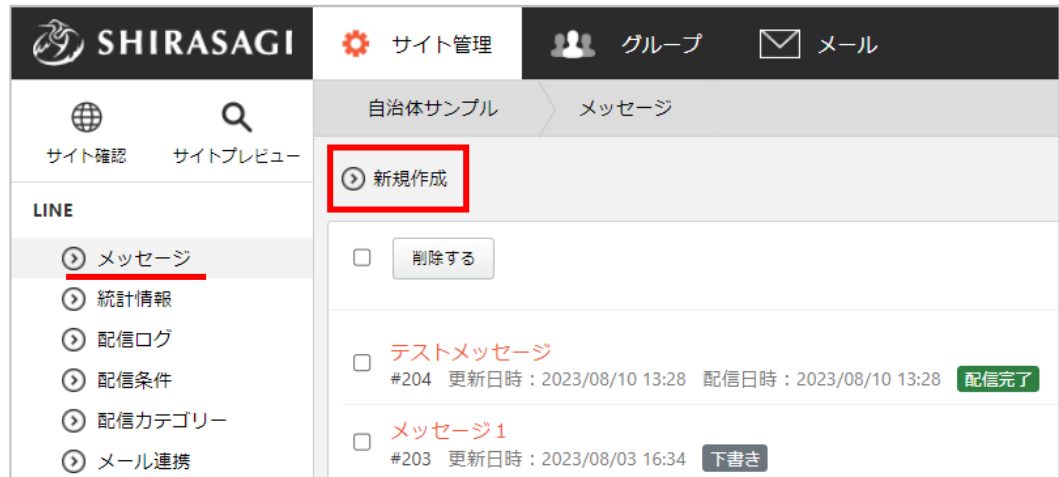 SHIRASAGI
サイト管理
グループ
メール
サイト確認
サイトプレビュー
自治体サンプル
メッセージ
新規作成
LINE
メッセージ
統計情報
配信ログ
配信条件
配信カテゴリー
メール連携
削除する
テストメッセージ
#204 更新日時：2023/08/10 13:28 配信日時：2023/08/10 13:28 配信完了
メッセージ１
#203 更新日時：2023/08/03 16:34 下書き